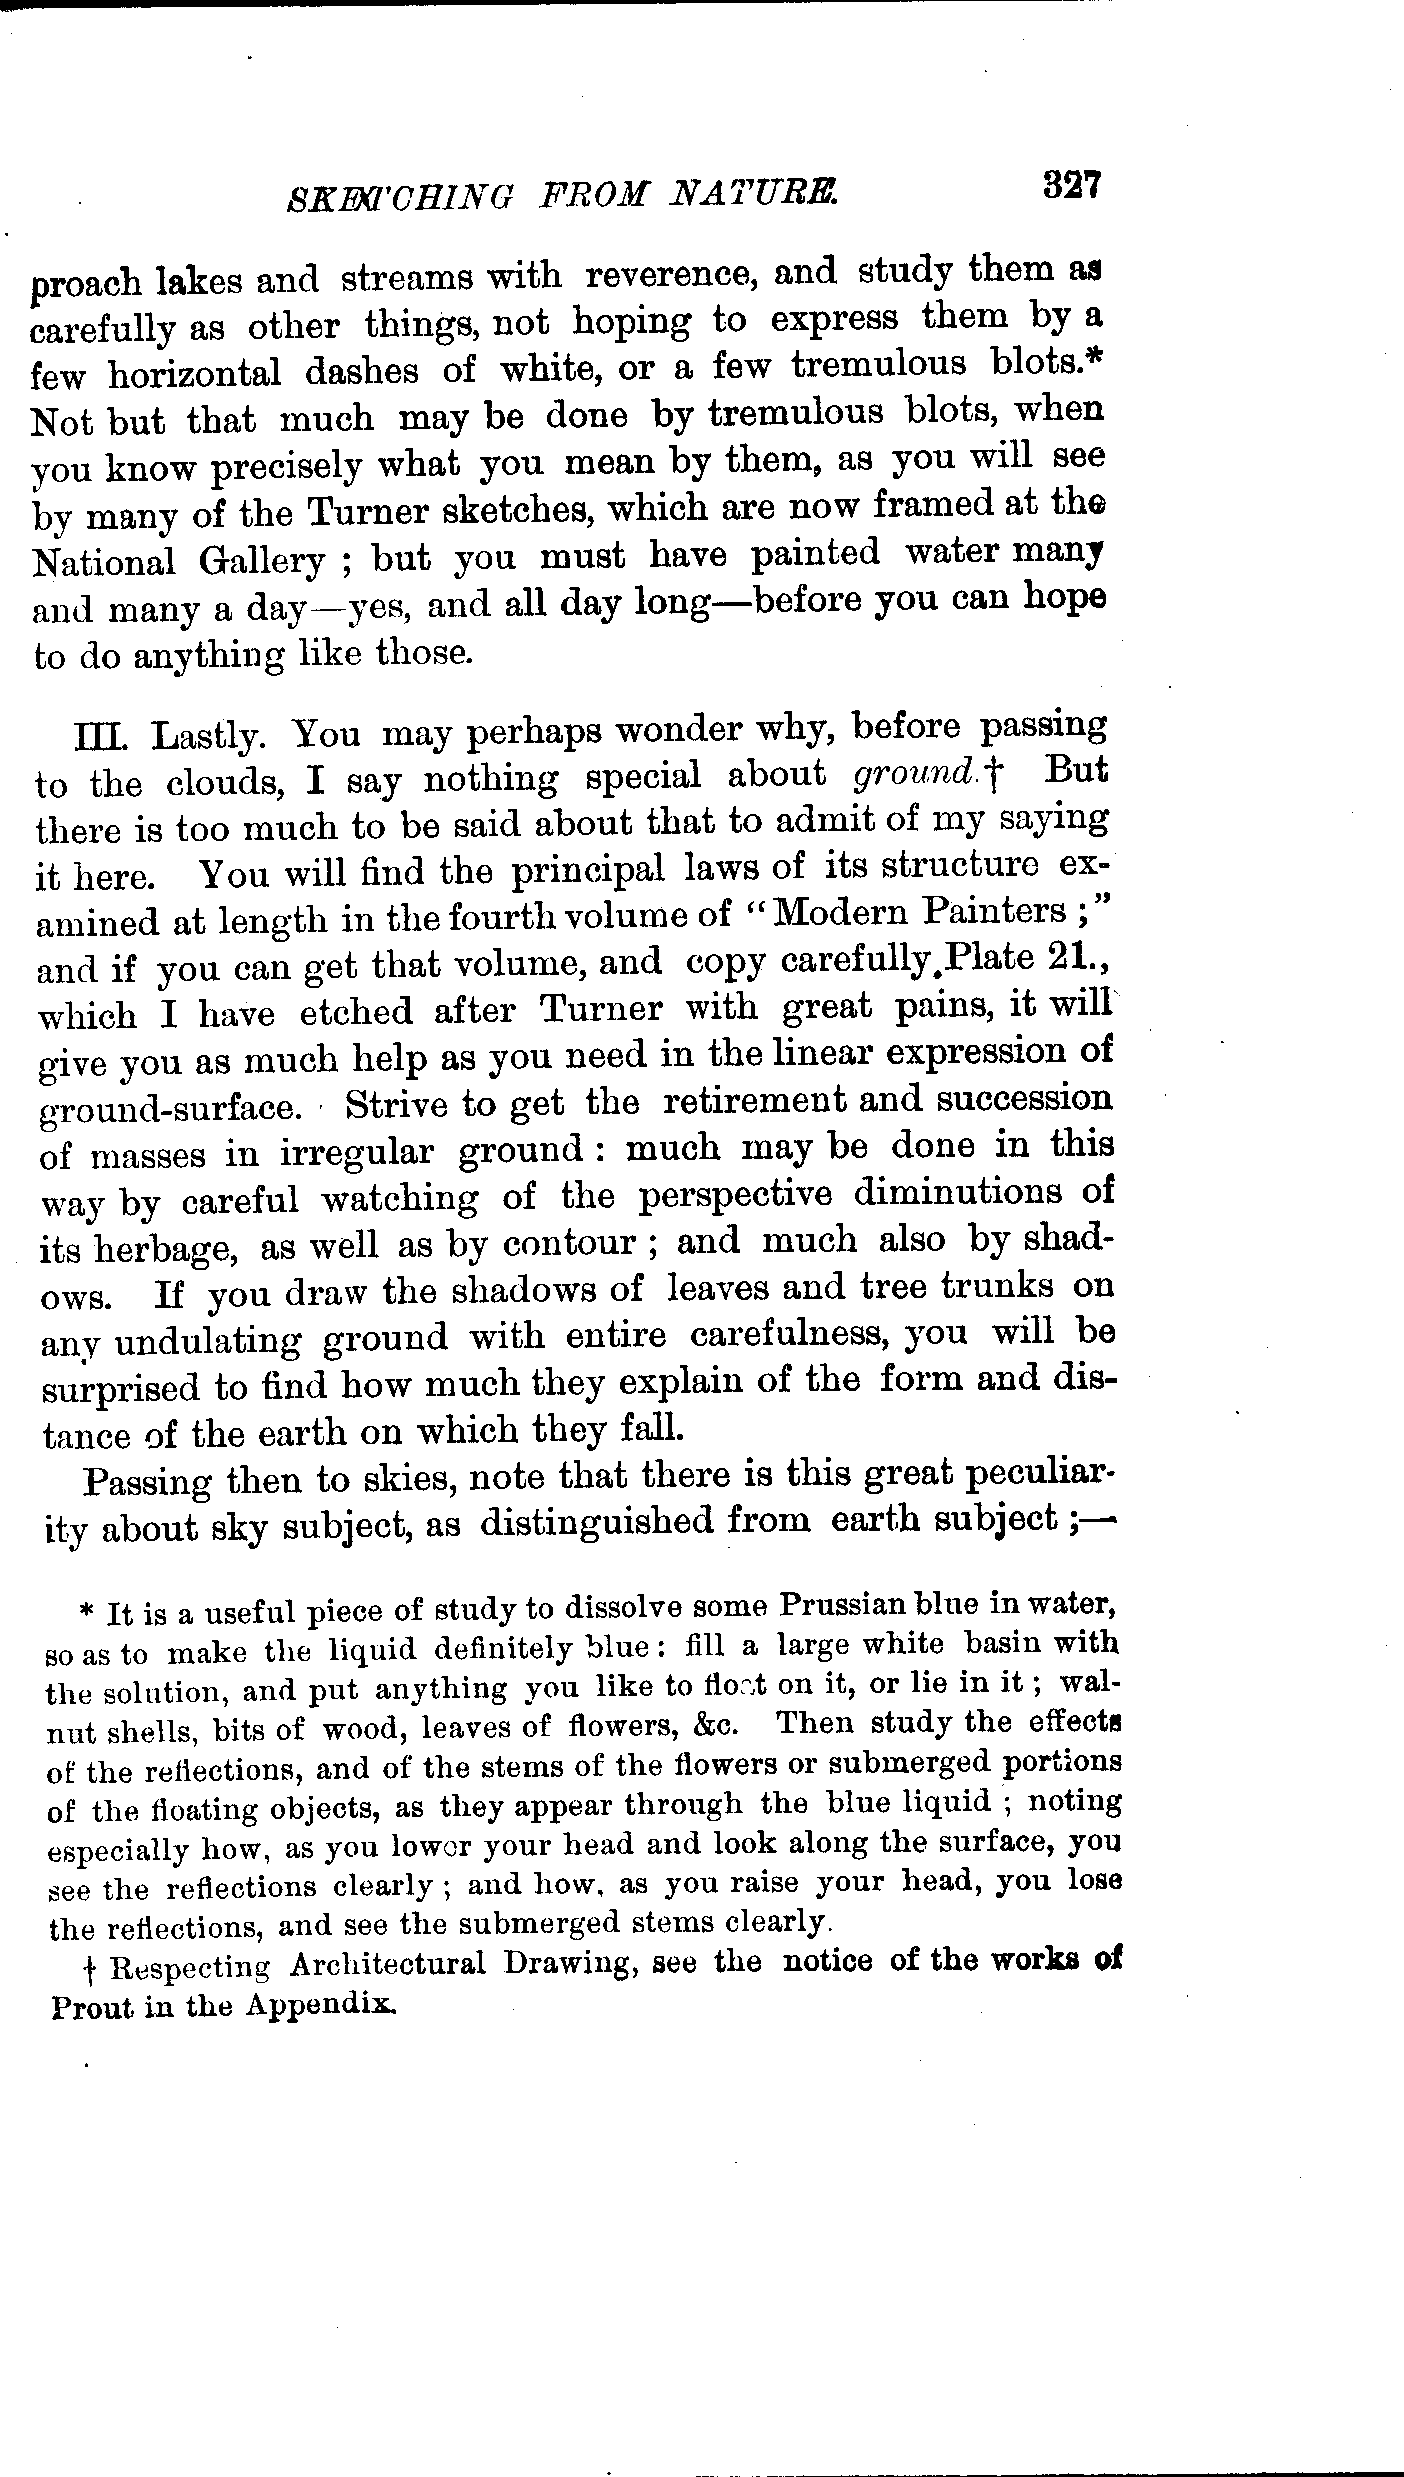 SKETCHING FROM NATURE. 327
proach lakes and streams with reverence, and study them as
carefully as other things, not hoping to express them by a
few horizontal dashes of white, or a few tremulous blots.*
Not but that much may be done by tremulous blots, when
you know precisely what you mean by them, as you will see
by many of the Turner sketches, which are now framed at the
National Gallery ; but you must have painted water many
and many a day—yes, and all day long—before you can hope
to do anything like those.
III. Lastly. You may perhaps wonder why, before passing
to the clouds, I say nothing special about ground.† But
there is too much to be said about that to admit of my saying
it here. You will find the principal laws of its structure ex-
amined at length in the fourth volume of “Modern Painters ;”
and if you can get that volume, and copy carefully Plate 21.,
which I have etched after Turner with great pains, it will
give you as much help as you need in the linear expression of
ground-surface. Strive to get the retirement and succession
of masses in irregular ground : much may be done in this
way by careful watching of the perspective diminutions of
its herbage, as well as by contour ; and much also by shad-
ows. If you draw the shadows of leaves and tree trunks on
any undulating ground with entire carefulness, you will be
surprised to find how much they explain of the form and dis-
tance of the earth on which they fall.
Passing then to skies, note that there is this great peculiar-
ity about sky subject, as distinguished from earth subject ;—
* It is a useful piece of study to dissolve some Prussian blue in water,
so as to make the liquid definitely blue : fill a large white basin with
the solution, and put anything you like to float on it, or lie in it ; wal-
nut shells, bits of wood, leaves of flowers, &c. Then study the effects
of the reflections, and of the stems of the flowers or submerged portions
of the floating objects, as they appear through the blue liquid ; noting
especially how, as you lower your head and look along the surface, you
see the reflections clearly ; and how, as you raise your head, you lose
the reflections, and see the submerged stems clearly.
† Respecting Architectural Drawing, see the notice of the works of
Prout in the Appendix.